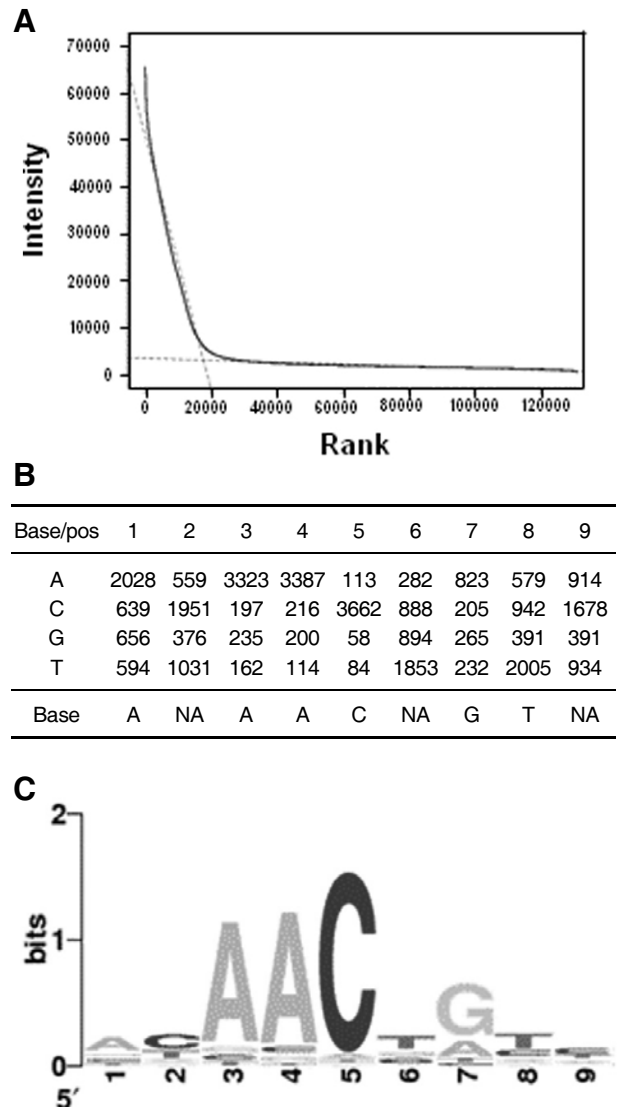 A
70000
60000
50000
40000
30000
20000
10000
0
Intensity
0 20000 40000 60000 80000 100000 120000
Rank
B
Base/pos 1 2 3 4 5 6 7 8 9
A 2028 559 3323 3387 113 282 823 579 914
C 639 1951 197 216 3662 888 205 942 1678
G 656 376 235 200 58 894 265 391 391
T 594 1031 162 114 84 1853 232 2005 934
Base A NA A A C NA G T NA
C
2
1
0
bits
A C A A C T G T
A
T
5′
1 2 3 4 5 6 7 8 9